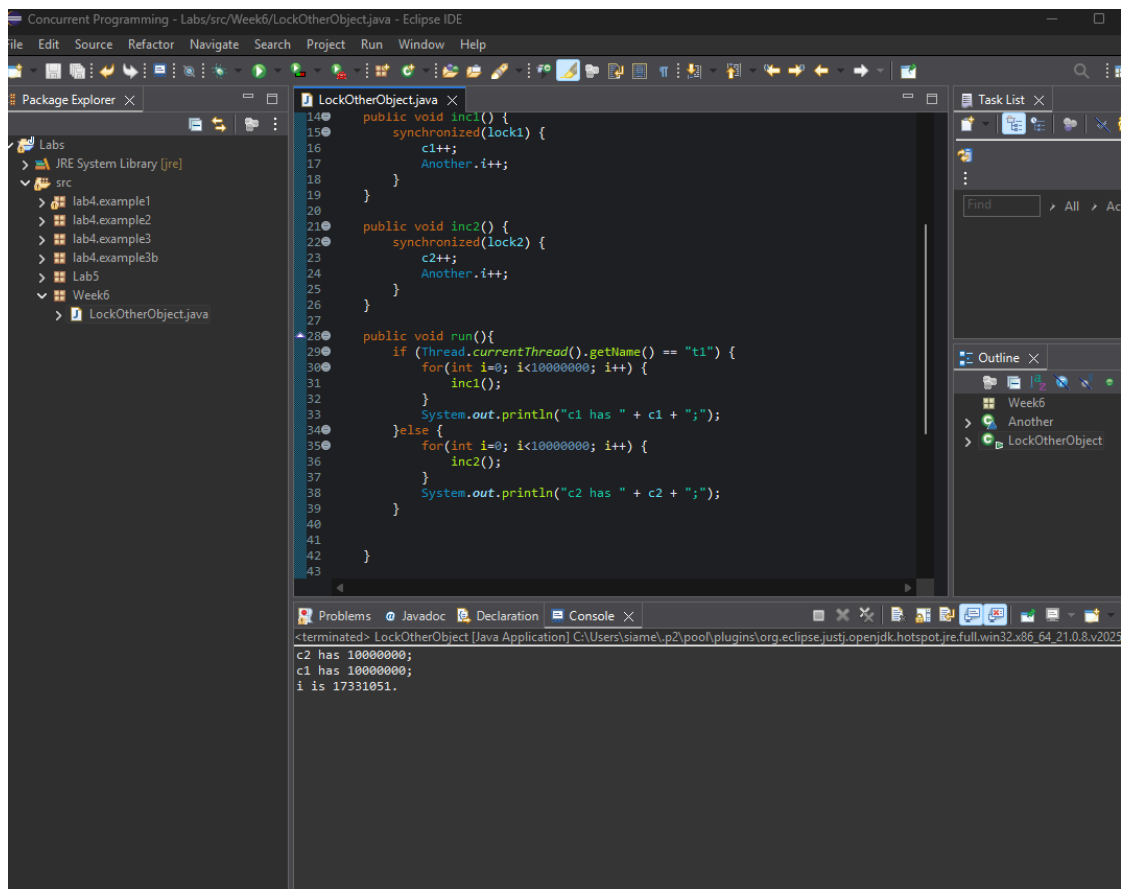 Concurrent Programming - Labs/src/Week6/LockOtherObject.java - Eclipse IDE
File Edit Source Refactor Navigate Search Project Run Window Help
Package Explorer
Labs
JRE System Library [jre]
src
lab4.example1
lab4.example2
lab4.example3
lab4.example3b
Lab5
Week6
LockOtherObject.java
LockOtherObject.java
14 public void inc1() {
15 synchronized(lock1) {
16 c1++;
17 Another.i++;
18 }
19 }
20
21 public void inc2() {
22 synchronized(lock2) {
23 c2++;
24 Another.i++;
25 }
26 }
27
28 public void run(){
29 if (Thread.currentThread().getName() == "t1") {
30 for(int i=0; i<10000000; i++) {
31 inc1();
32 }
33 System.out.println("c1 has " + c1 + ";");
34 }else {
35 for(int i=0; i<10000000; i++) {
36 inc2();
37 }
38 System.out.println("c2 has " + c2 + ";");
39 }
40
41
42 }
43
Task List
Find All Ac
Outline
Week6
Another
LockOtherObject
Problems Javadoc Declaration Console
<terminated> LockOtherObject [Java Application] C:\Users\siame\.p2\pool\plugins\org.eclipse.justj.openjdk.hotspot.jre.full.win32.x86_64_21.0.8.v2025
c2 has 10000000;
c1 has 10000000;
i is 17331051.